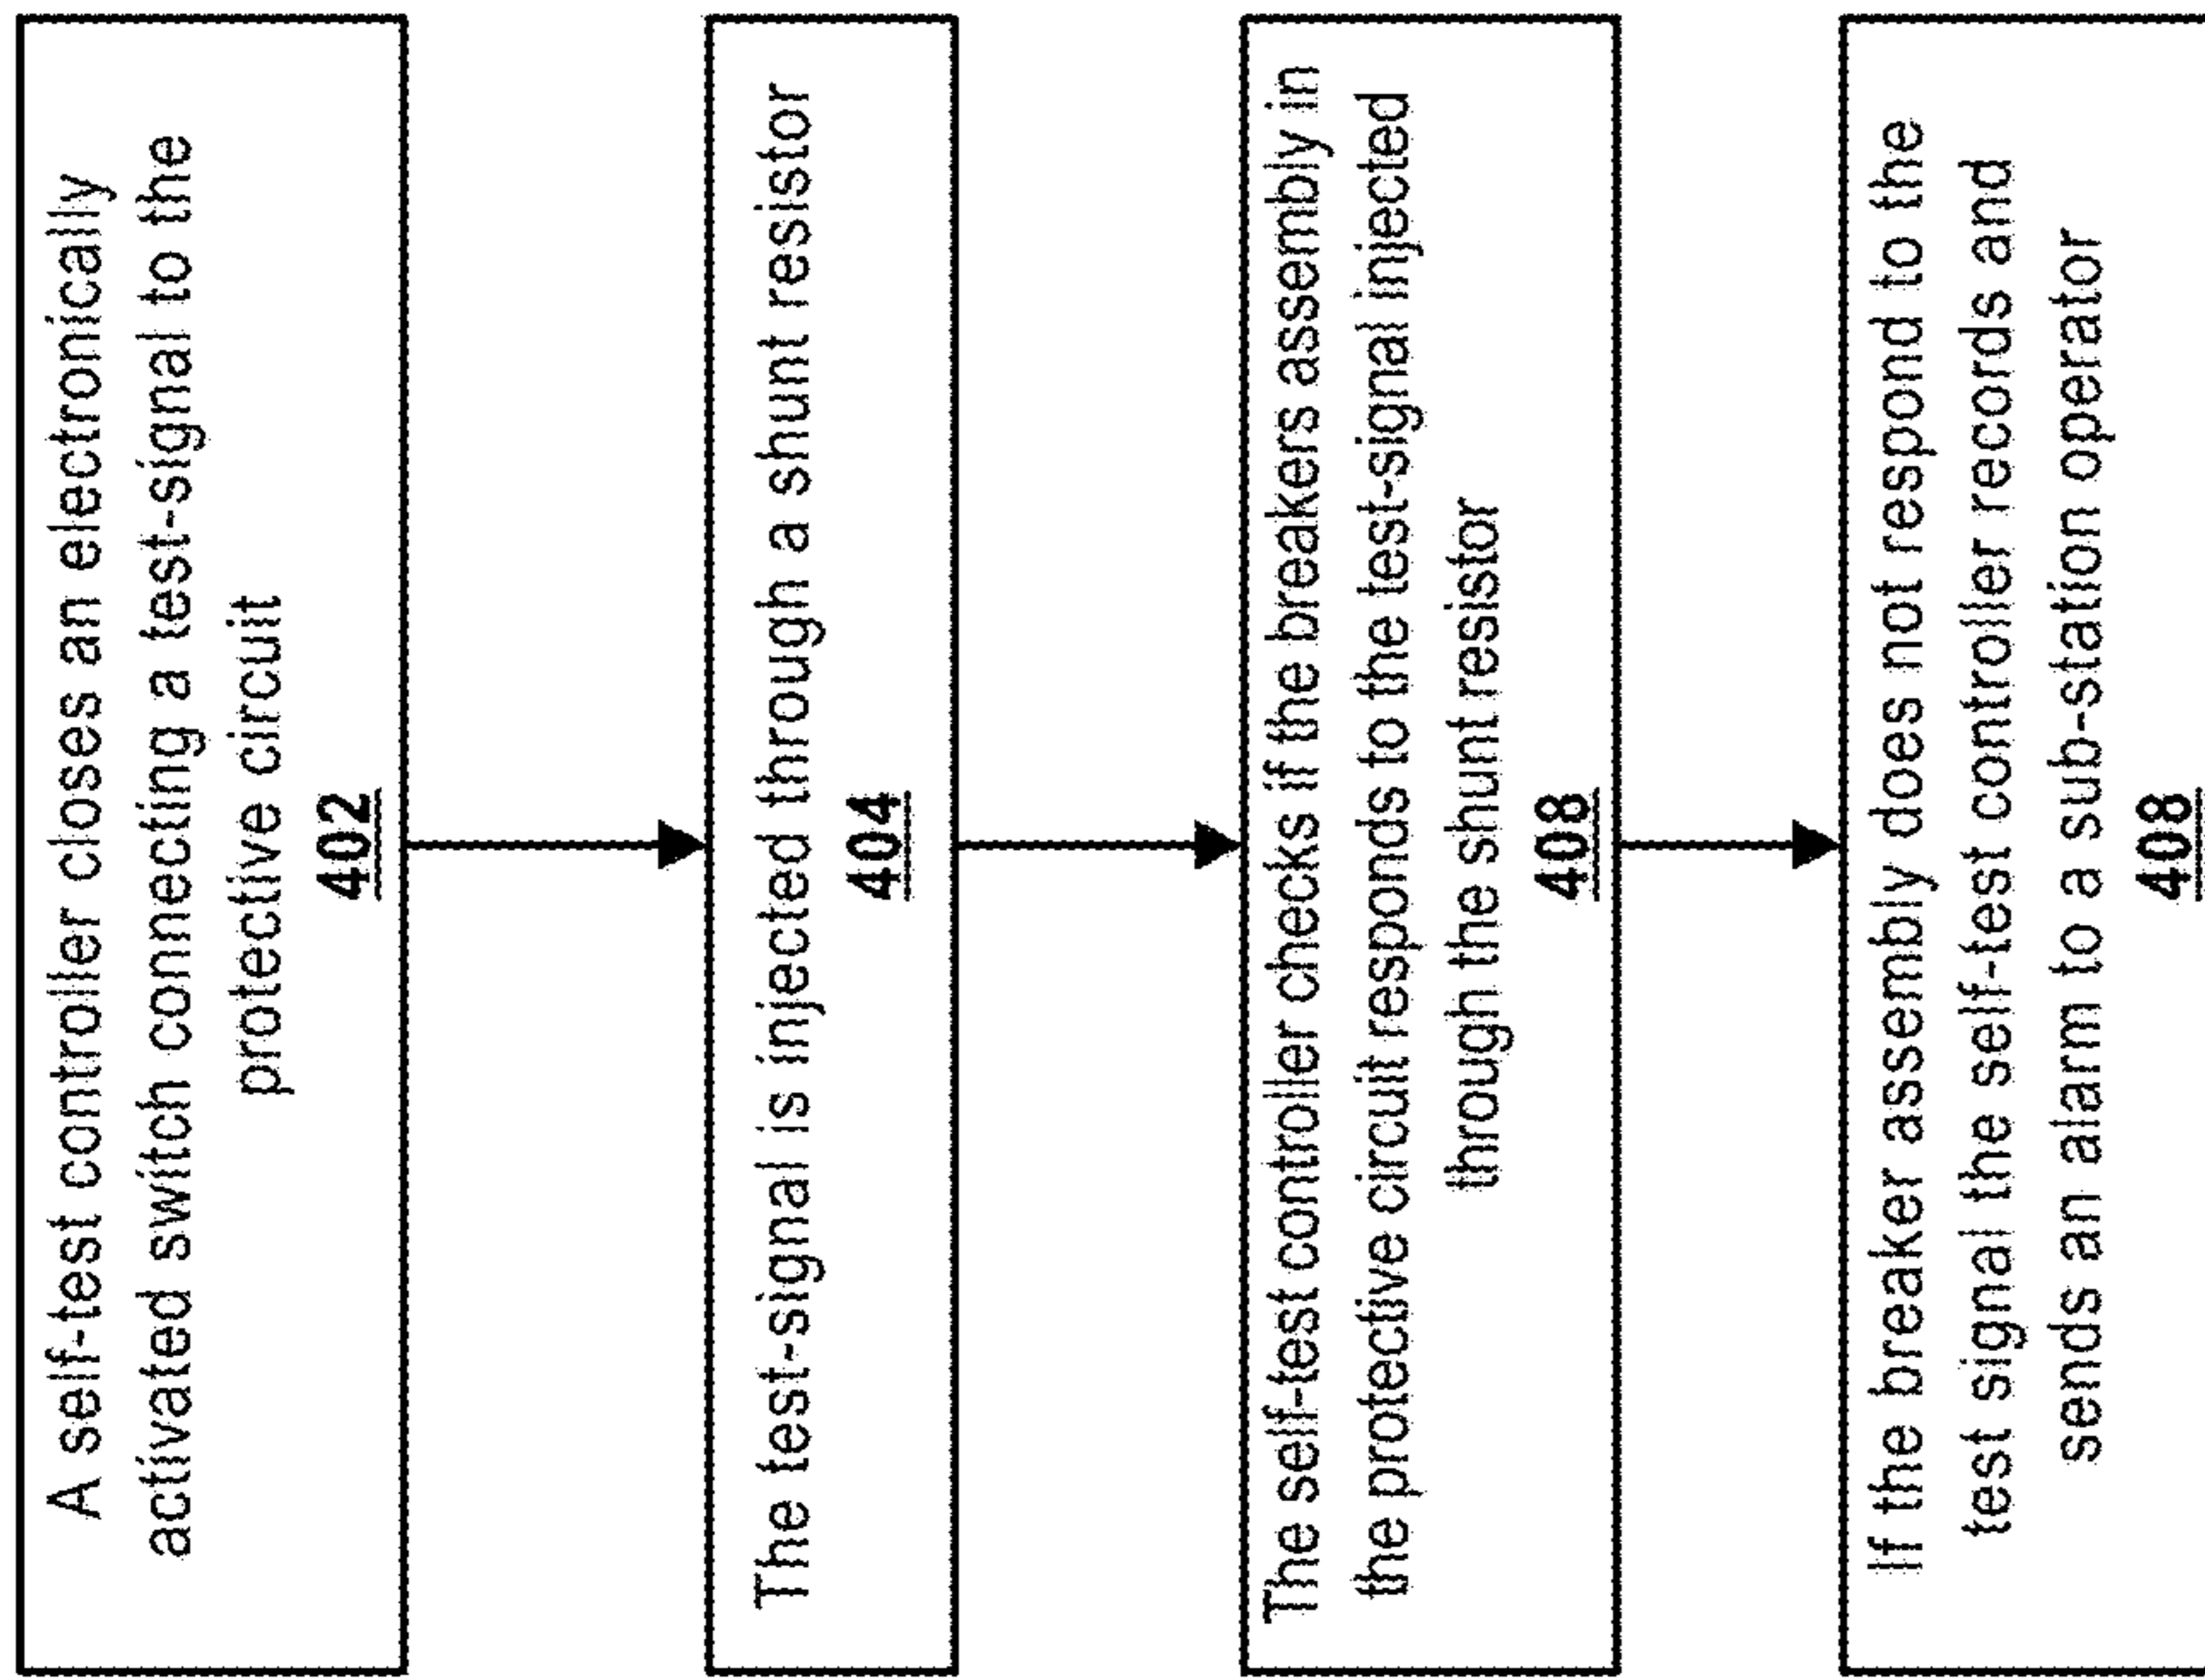 A self-test controller closes an electronically
activated switch connecting a test-signal to the
protective circuit
402
The test-signal is injected through a shunt resistor
404
The self-test controller checks if the breakers assembly in
the protective circuit responds to the test-signal injected
through the shunt resistor
408
If the breaker assembly does not respond to the
test signal the self-test controller records and
sends an alarm to a sub-station operator
408